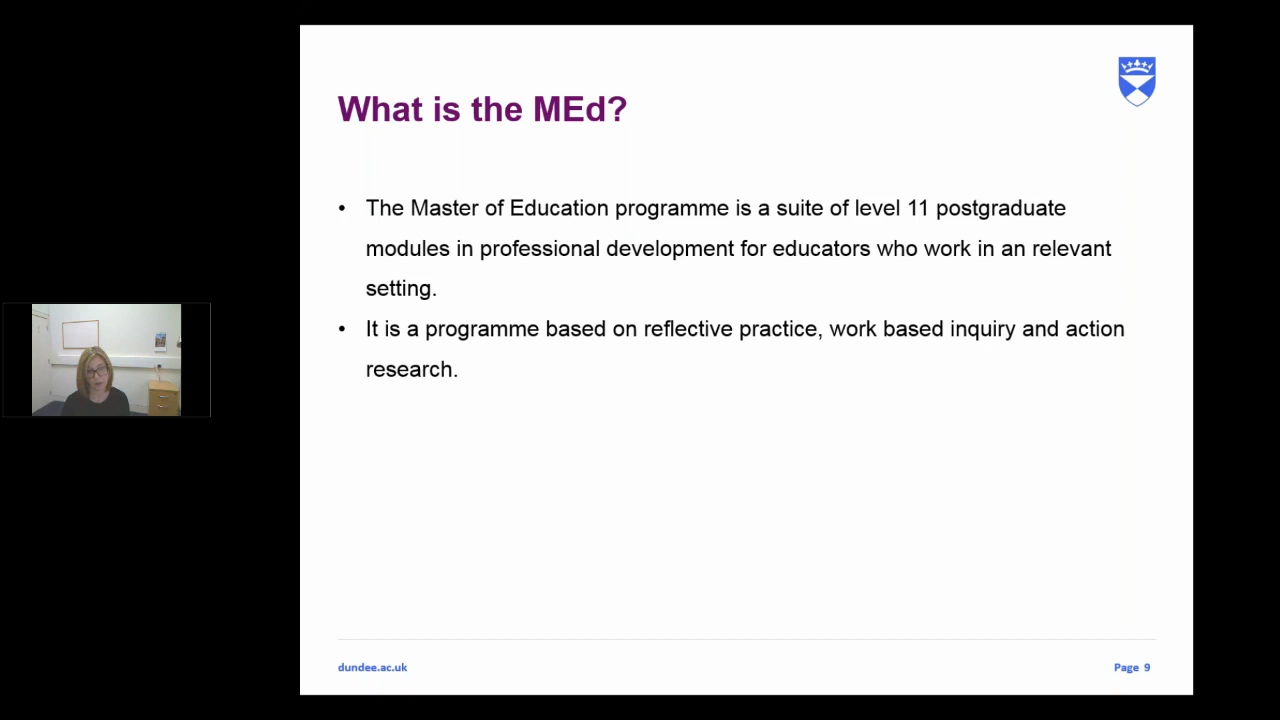 What is the MEd?
• The Master of Education programme is a suite of level 11 postgraduate
modules in professional development for educators who work in an relevant
setting.
• It is a programme based on reflective practice, work based inquiry and action
research.
dundee.ac.uk
Page 9